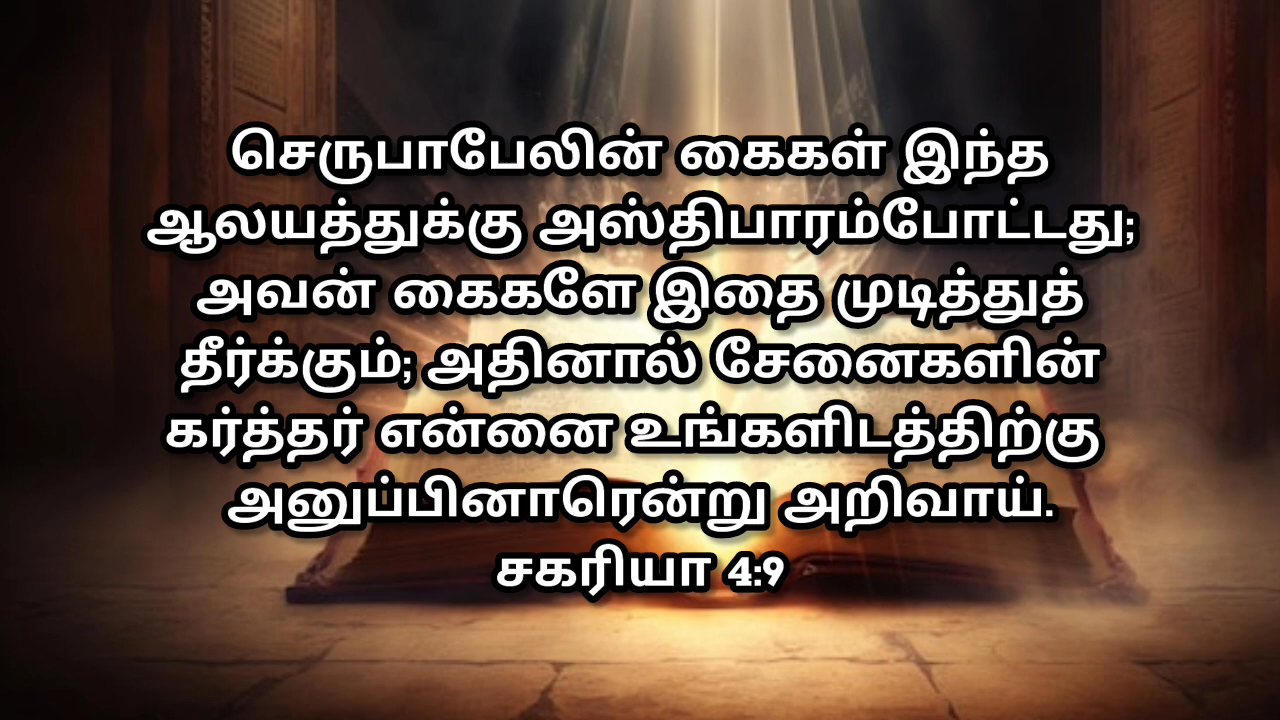 செருபாபேலின் கைகள் இந்த
ஆலயத்துக்கு அஸ்திபாரம்போட்டது;
அவன் கைகளே இதை முடித்துத்
தீர்க்கும்; அதினால் சேனைகளின்
கர்த்தர் என்னை உங்களிடத்திற்கு
அனுப்பினாரென்று அறிவாய்.
சகரியா 4:9